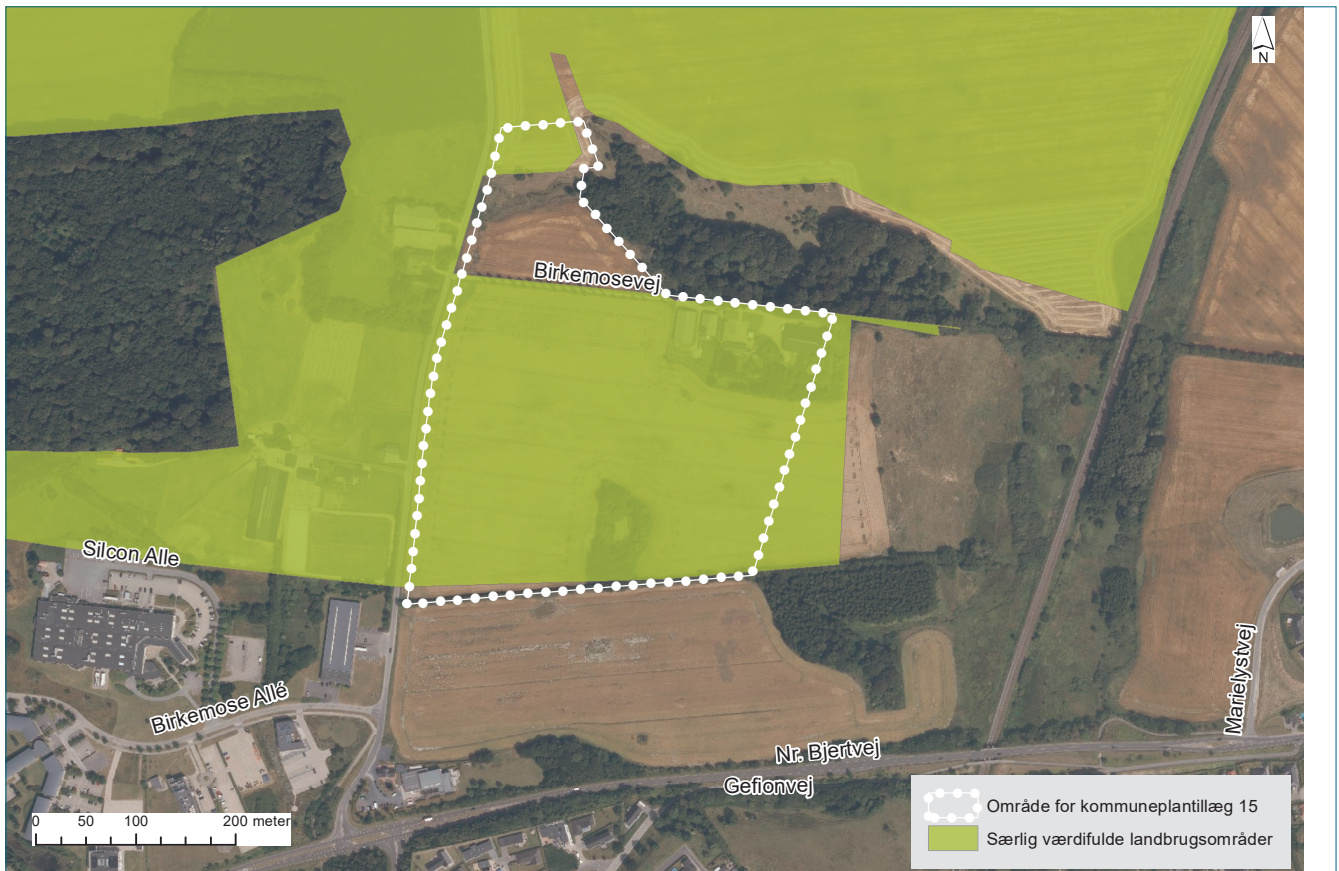 N
Birkemosevej
Silcon Alle
Birkemose Allé
Marielystvej
Nr. Bjertvej
Gefionvej
0 50 100 200 meter
Område for kommuneplantillæg 15
Særlig værdifulde landbrugsområder